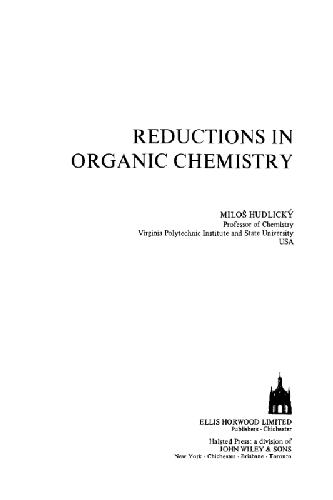 REDUCTIONS IN
ORGANIC CHEMISTRY
MILOŠ HUDLICKÝ
Professor of Chemistry
Virginia Polytechnic Institute and State University
USA
ELLIS HORWOOD LIMITED
Publishers · Chichester
Halsted Press: a division of
JOHN WILEY & SONS
New York · Chichester · Brisbane · Toronto